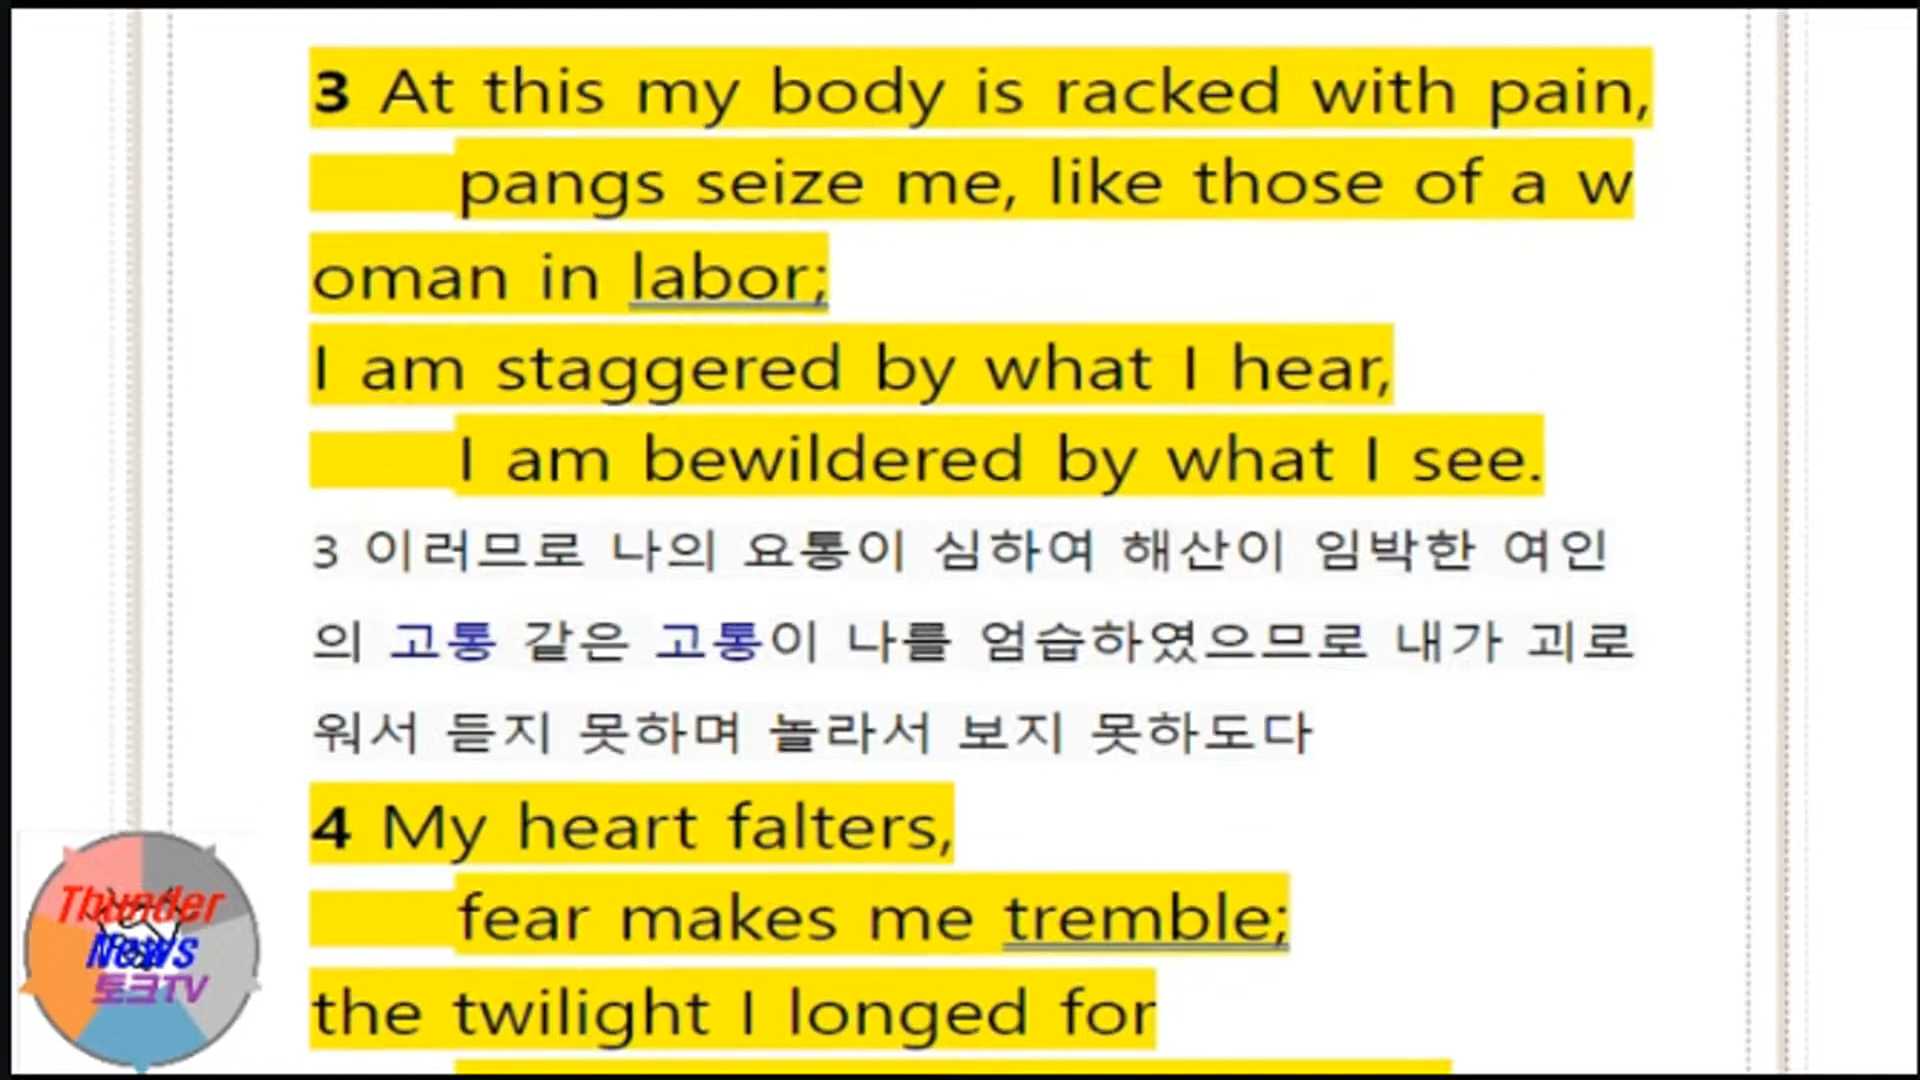 3 At this my body is racked with pain,
pangs seize me, like those of a w
oman in labor;
I am staggered by what I hear,
I am bewildered by what I see.
3 이러므로 나의 요통이 심하여 해산이 임박한 여인
의 고통 같은 고통이 나를 엄습하였으므로 내가 괴로
워서 듣지 못하며 놀라서 보지 못하도다
4 My heart falters,
fear makes me tremble;
the twilight I longed for
Thunder
News
토크TV